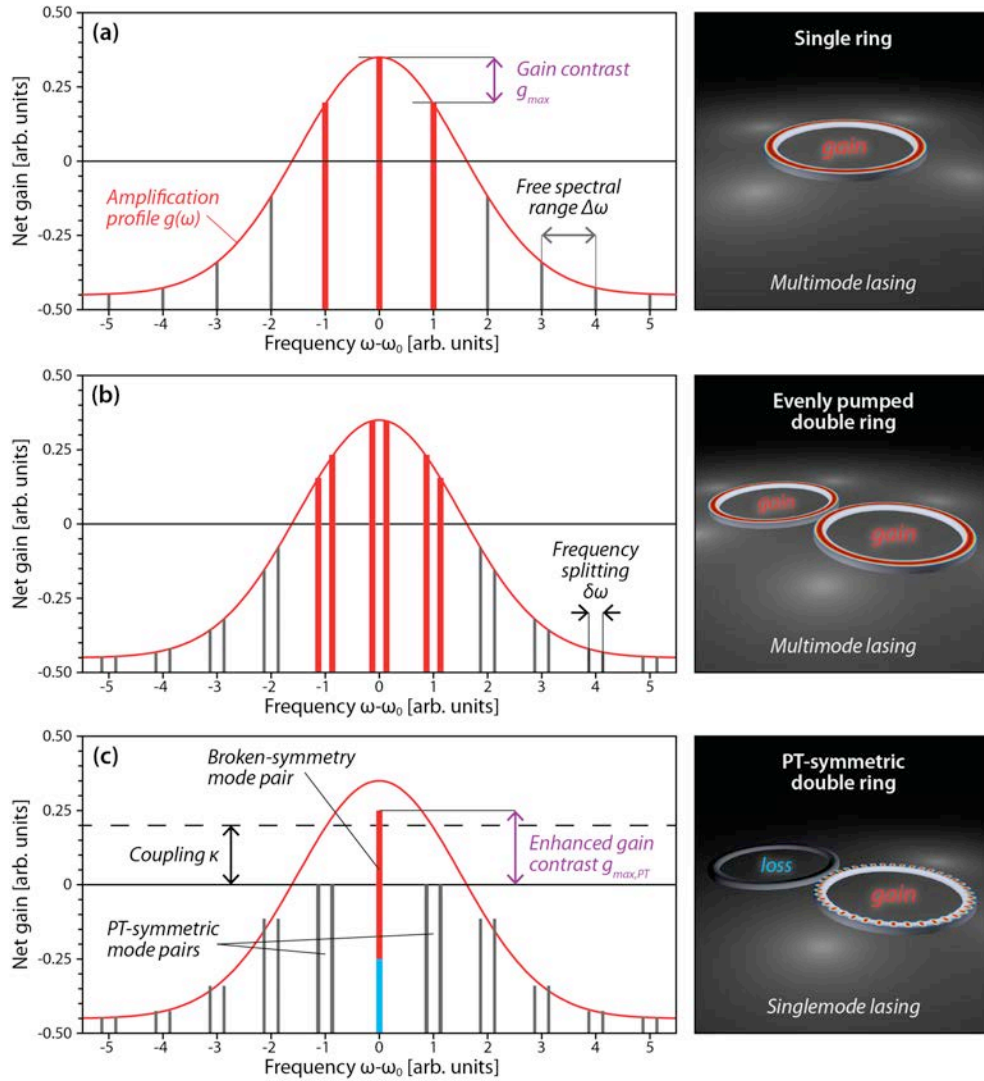 (a)
0.50
0.25
0
-0.25
-0.50
Net gain [arb. units]
Gain contrast
g_max
Amplification
profile g(ω)
Free spectral
range Δω
-5 -4 -3 -2 -1 0 1 2 3 4 5
Frequency ω-ω₀ [arb. units]
Single ring
gain
Multimode lasing
(b)
0.50
0.25
0
-0.25
-0.50
Net gain [arb. units]
Frequency
splitting
δω
-5 -4 -3 -2 -1 0 1 2 3 4 5
Frequency ω-ω₀ [arb. units]
Evenly pumped
double ring
gain
gain
Multimode lasing
(c)
0.50
0.25
0
-0.25
-0.50
Net gain [arb. units]
Broken-symmetry
mode pair
Coupling κ
Enhanced gain
contrast g_max,PT
PT-symmetric
mode pairs
-5 -4 -3 -2 -1 0 1 2 3 4 5
Frequency ω-ω₀ [arb. units]
PT-symmetric
double ring
loss
gain
Singlemode lasing